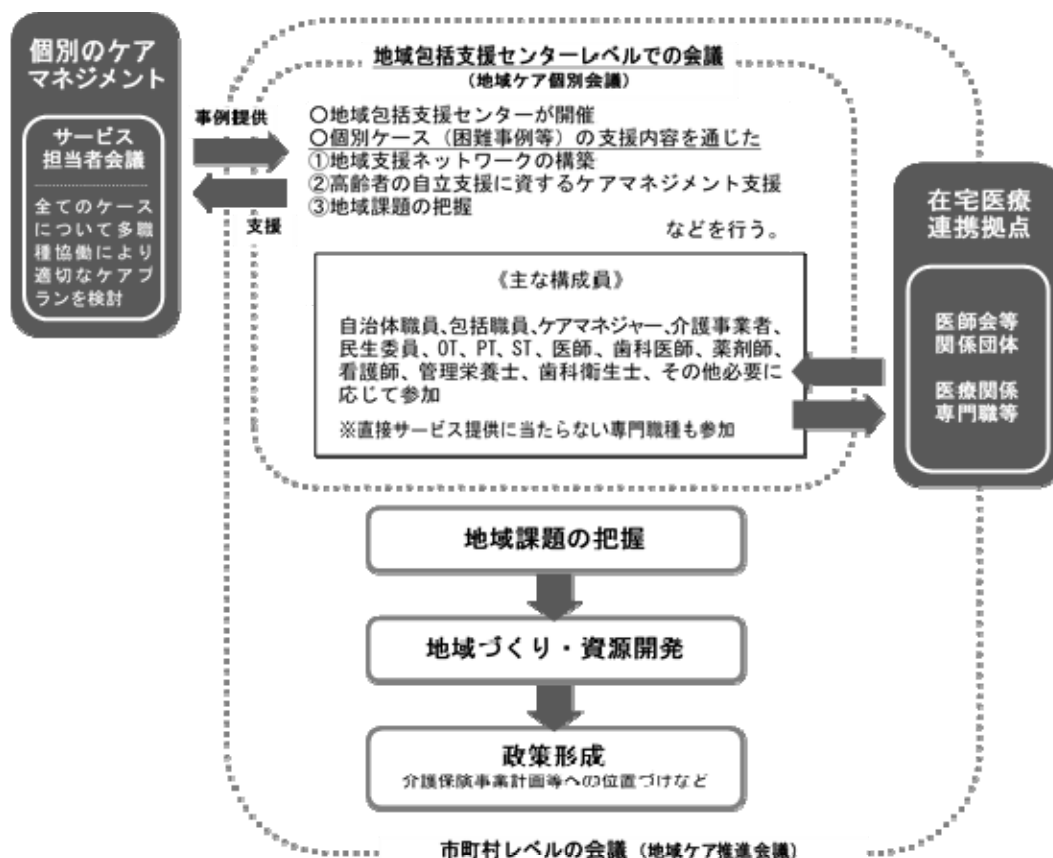 個別のケア
マネジメント
サービス
担当者会議
全てのケース
について多職
種協働により
適切なケアプ
ランを検討
事例提供
支援
地域包括支援センターレベルでの会議
(地域ケア個別会議)
〇地域包括支援センターが開催
〇個別ケース（困難事例等）の支援内容を通じた
①地域支援ネットワークの構築
②高齢者の自立支援に資するケアマネジメント支援
③地域課題の把握
などを行う。
《主な構成員》
自治体職員、包括職員、ケアマネジャー、介護事業者、
民生委員、OT、PT、ST、医師、歯科医師、薬剤師、
看護師、管理栄養士、歯科衛生士、その他必要に
応じて参加
※直接サービス提供に当たらない専門職種も参加
在宅医療
連携拠点
医師会等
関係団体
医療関係
専門職等
地域課題の把握
地域づくり・資源開発
政策形成
介護保険事業計画等への位置づけなど
市町村レベルの会議（地域ケア推進会議）